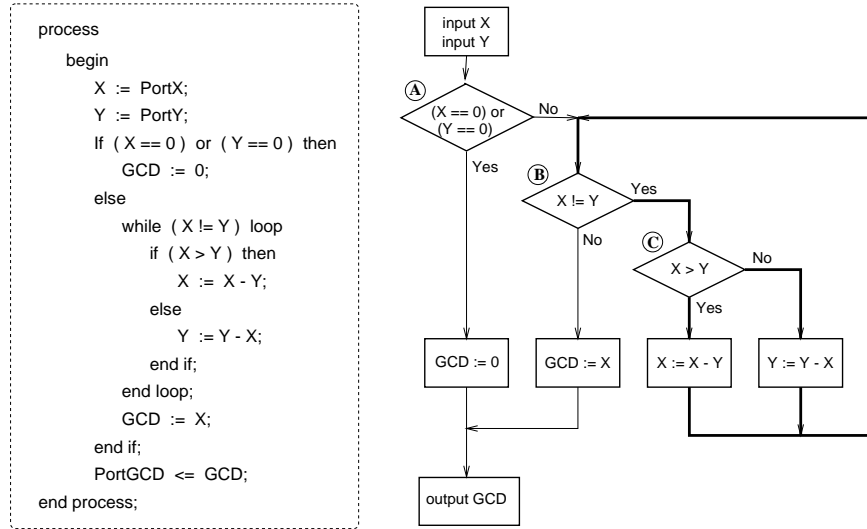 process
begin
X := PortX;
Y := PortY;
If ( X == 0 ) or ( Y == 0 ) then
GCD := 0;
else
while ( X != Y ) loop
if ( X > Y ) then
X := X - Y;
else
Y := Y - X;
end if;
end loop;
GCD := X;
end if;
PortGCD <= GCD;
end process;
input X
input Y
A
(X == 0) or
(Y == 0)
No
Yes
B
X != Y
Yes
No
C
X > Y
No
Yes
GCD := 0
GCD := X
X := X - Y
Y := Y - X
output GCD